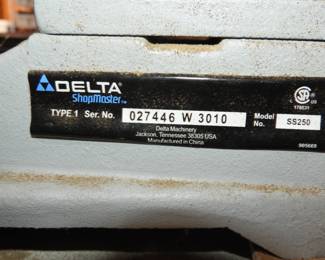 DELTA
ShopMaster
TYPE 1 Ser. No. 027446 W 3010 Model No. SS250
Delta Machinery
Jackson, Tennessee 38305 USA
Manufactured in China